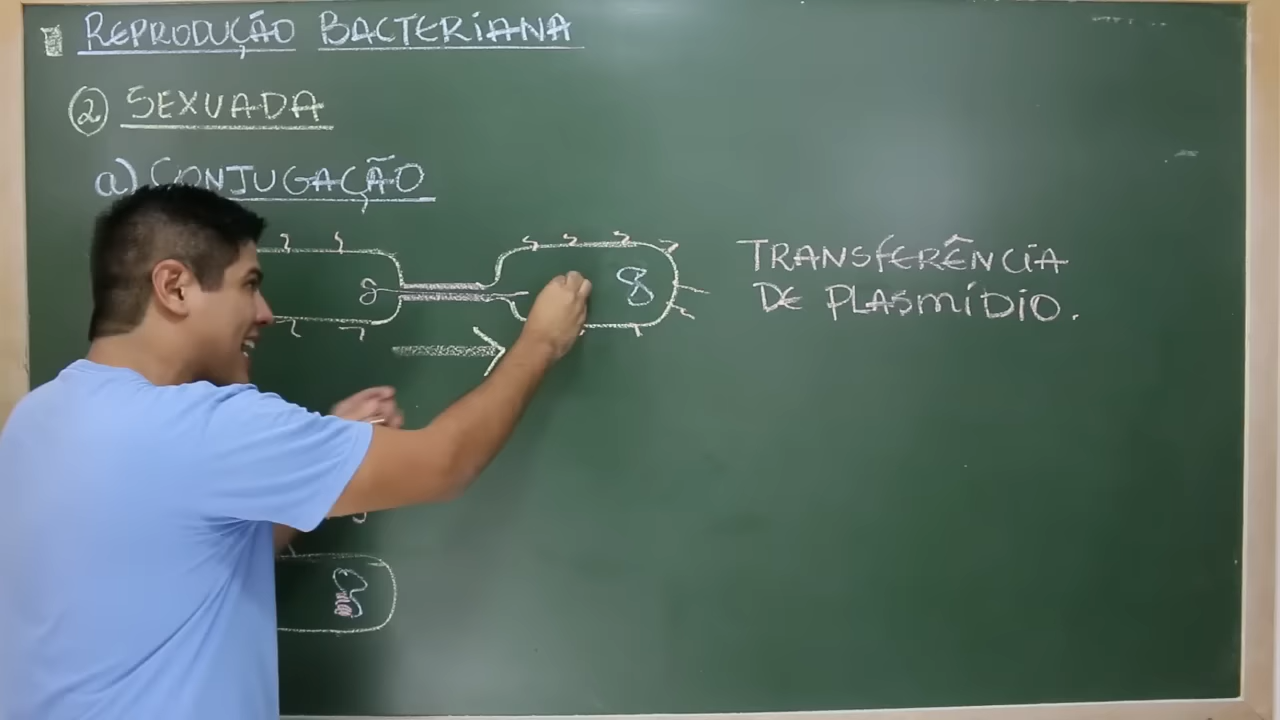 REPRODUÇÃO BACTERIANA
2 SEXUADA
a) CONJUGAÇÃO
TRANSFERÊNCIA
DE PLASMÍDIO.